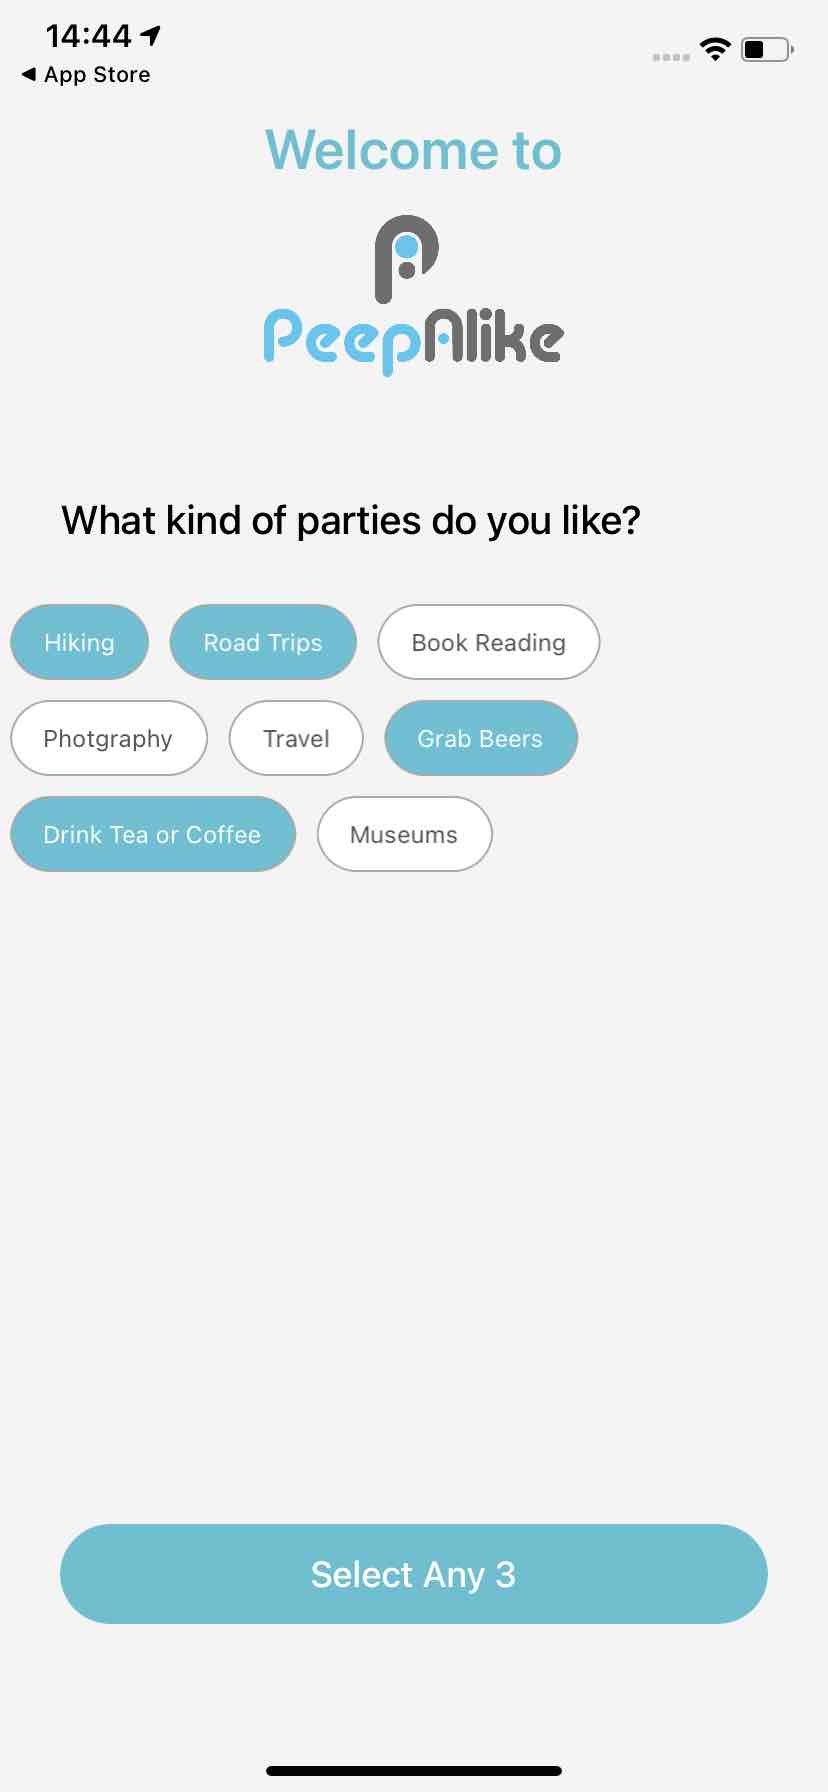 14:44
App Store
Welcome to
PeepAlike
What kind of parties do you like?
Hiking Road Trips Book Reading
Photgraphy Travel Grab Beers
Drink Tea or Coffee Museums
Select Any 3